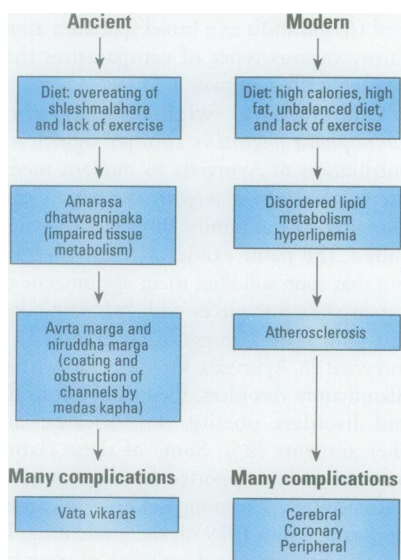 Ancient
Diet: overeating of
shleshmalahara
and lack of exercise
Amarasa
dhatwagnipaka
(impaired tissue
metabolism)
Avrta marga and
niruddha marga
(coating and
obstruction of
channels by
medas kapha)
Many complications
Vata vikaras
Modern
Diet: high calories, high
fat, unbalanced diet,
and lack of exercise
Disordered lipid
metabolism
hyperlipemia
Atherosclerosis
Many complications
Cerebral
Coronary
Peripheral